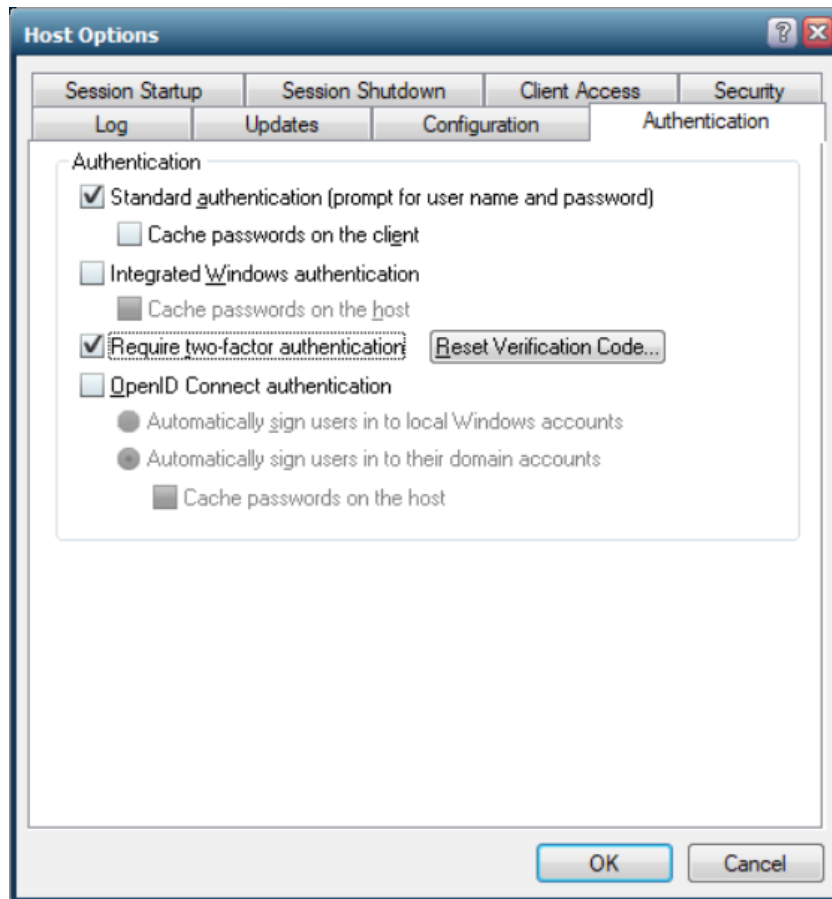 Host Options
Session Startup Session Shutdown Client Access Security
Log Updates Configuration Authentication
Authentication
Standard authentication (prompt for user name and password)
Cache passwords on the client
Integrated Windows authentication
Cache passwords on the host
Require two-factor authentication Reset Verification Code...
OpenID Connect authentication
Automatically sign users in to local Windows accounts
Automatically sign users in to their domain accounts
Cache passwords on the host
OK Cancel